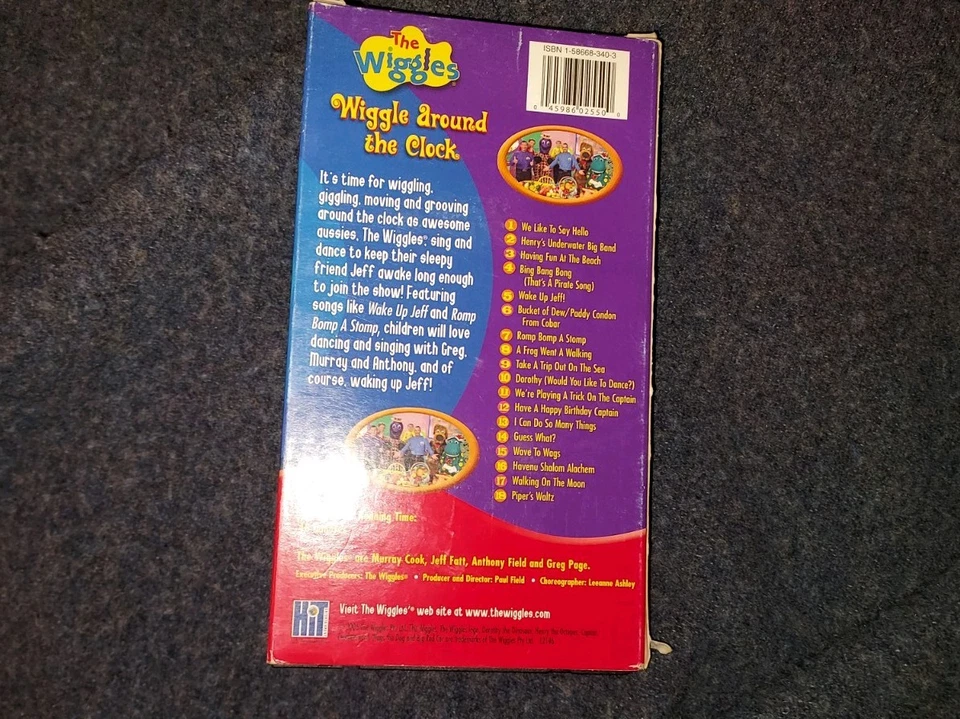 The
Wiggles
Wiggle Around
the Clock
It's time for wiggling,
giggling, moving and grooving
around the clock as awesome
aussies, The Wiggles® sing and
dance to keep their sleepy
friend Jeff awake long enough
to join the show! Featuring
songs like Wake Up Jeff and Romp
Bomp A Stomp, children will love
dancing and singing with Greg,
Murray and Anthony, and of
course, waking up Jeff!
ISBN 1-58668-340-3
0 45986 02550 0
1 We Like To Say Hello
2 Henry's Underwater Big Band
3 Having Fun At The Beach
4 Bing Bang Bong
(That's A Pirate Song)
5 Wake Up Jeff!
6 Bucket of Dew/Paddy Condon
From Cobar
7 Romp Bomp A Stomp
8 A Frog Went A Walking
9 Take A Trip Out On The Sea
10 Dorothy (Would You Like To Dance?)
11 We're Playing A Trick On The Captain
12 Have A Happy Birthday Captain
13 I Can Do So Many Things
14 Guess What?
15 Wave To Wags
16 Havenu Shalom Alachem
17 Walking On The Moon
18 Piper's Waltz
Time:
The Wiggles® are Murray Cook, Jeff Fatt, Anthony Field and Greg Page.
Executive Producers: The Wiggles® • Producer and Director: Paul Field • Choreographer: Leeanne Ashley
HiT
Visit The Wiggles'® web site at www.thewiggles.com